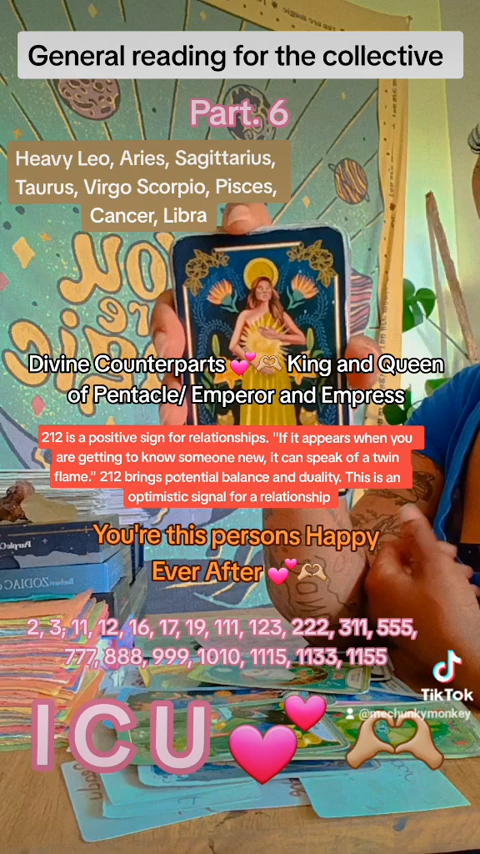 General reading for the collective
Part. 6
Heavy Leo, Aries, Sagittarius,
Taurus, Virgo Scorpio, Pisces,
Cancer, Libra
Divine Counterparts 💕🫶🏼 King and Queen
of Pentacle/ Emperor and Empress
212 is a positive sign for relationships. "If it appears when you
are getting to know someone new, it can speak of a twin
flame." 212 brings potential balance and duality. This is an
optimistic signal for a relationship
You're this persons Happy
Ever After 💕🫶🏼
2, 3, 11, 12, 16, 17, 19, 111, 123, 222, 311, 555,
777, 888, 999, 1010, 1115, 1133, 1155
ZODIAC
I C U 💕 🫶🏼
TikTok
@mechunkymonkey